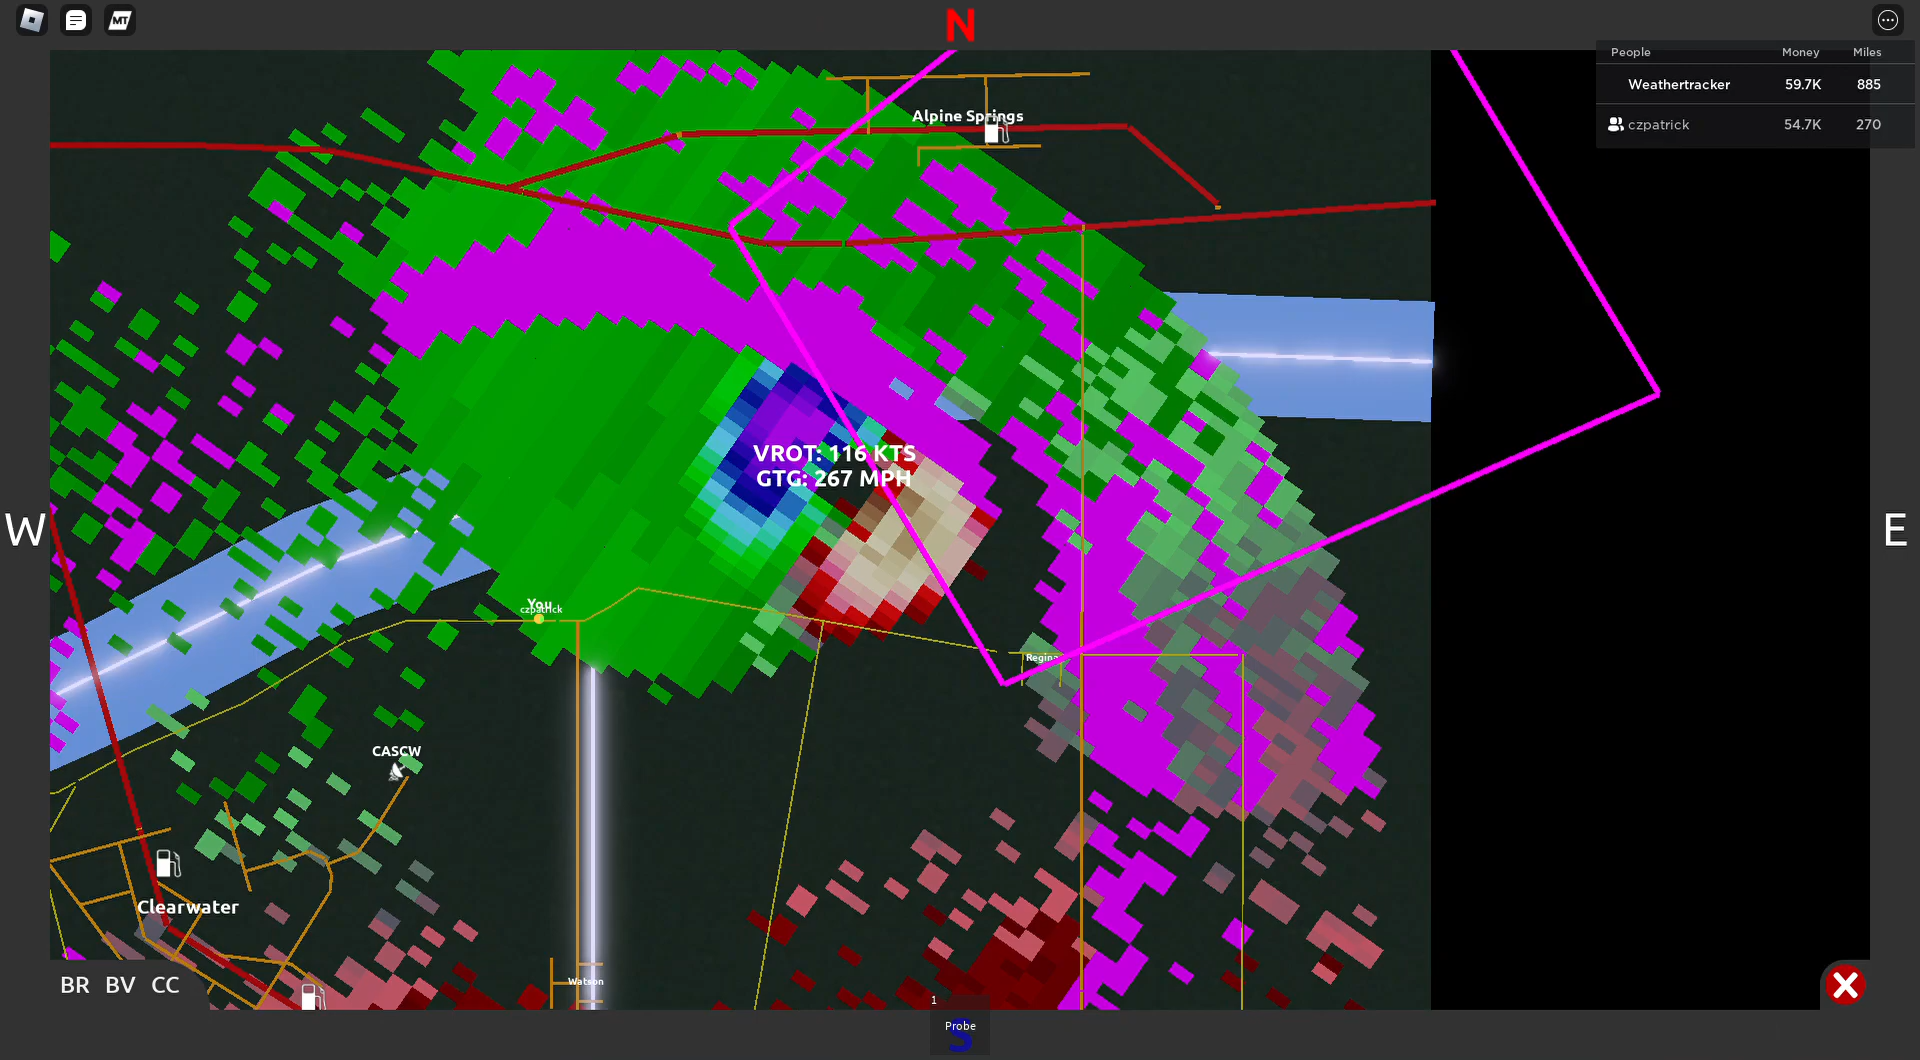 MT
N
People Money Miles
Weathertracker 59.7K 885
czpatrick 54.7K 270
Alpine Springs
VROT: 116 KTS
GTG: 267 MPH
W
E
You
czpatrick
Regina
CASCW
Clearwater
Watson
BR BV CC
1
Probe
S